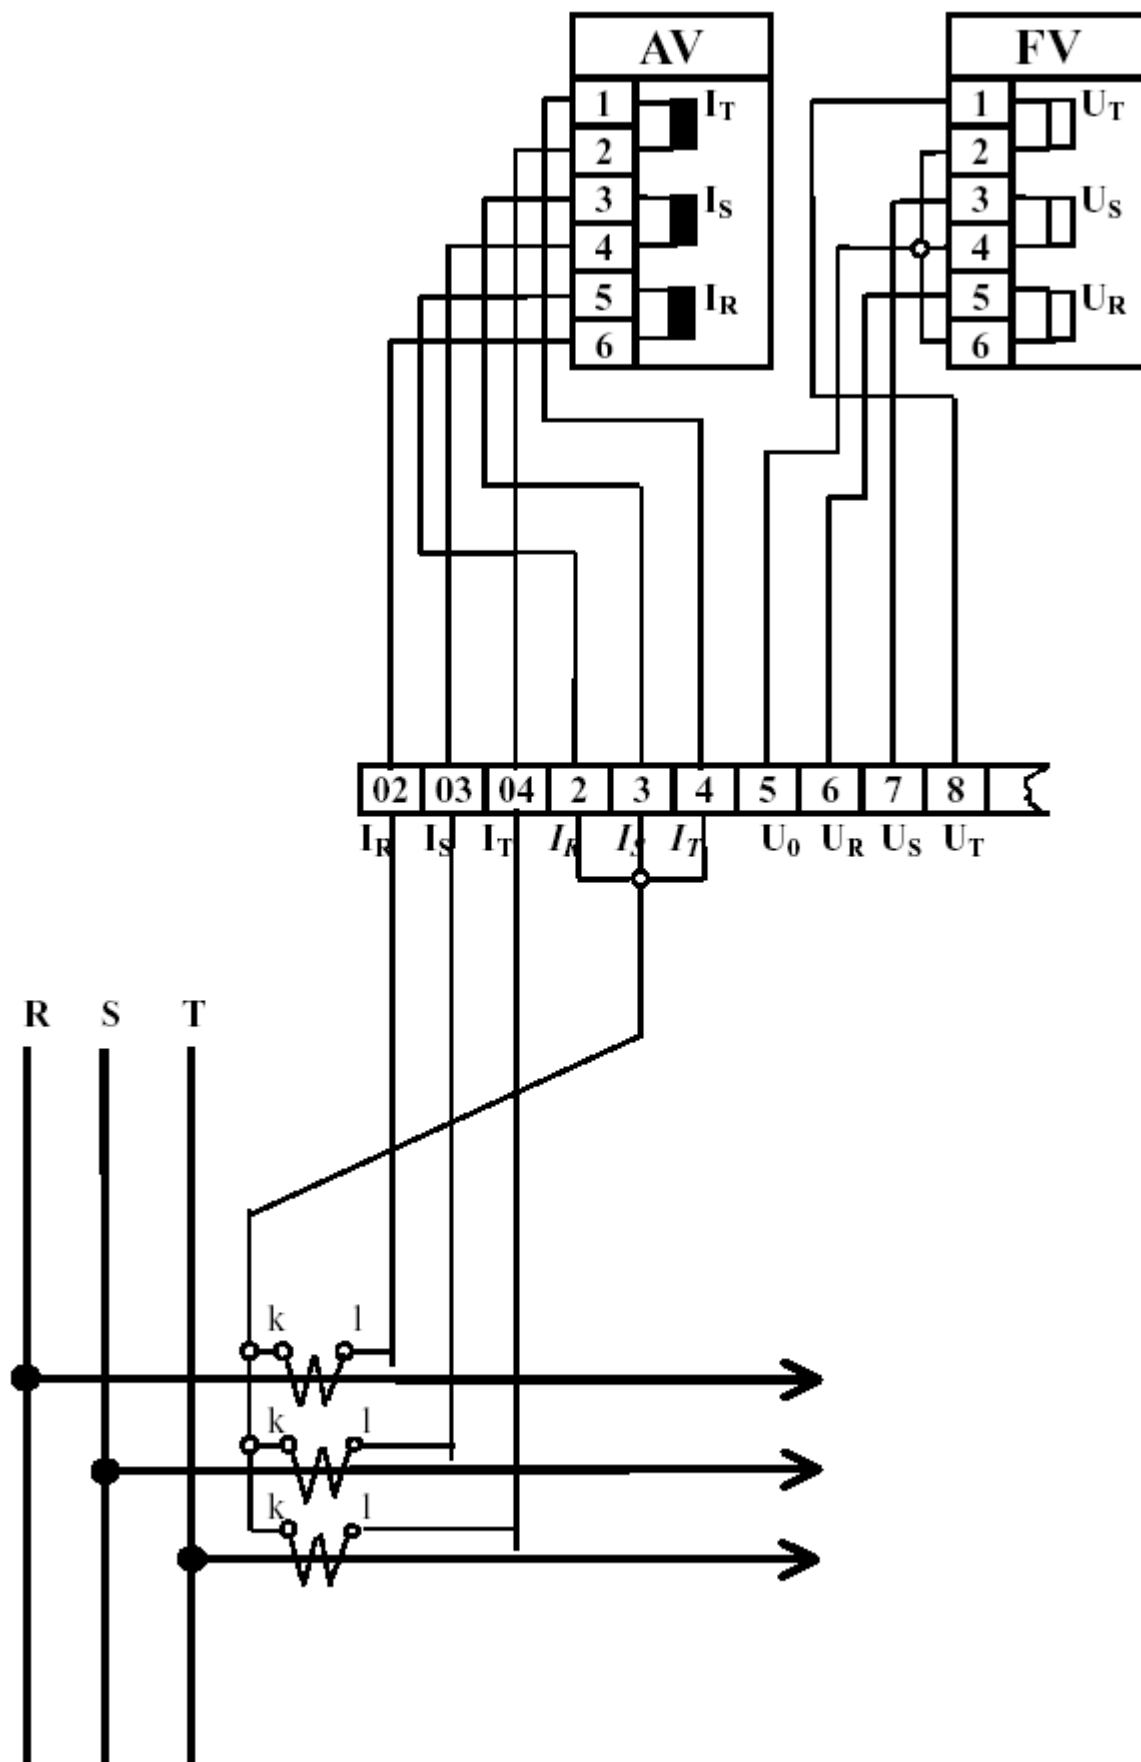 AV FV
1 I_T 1 U_T
2 2
3 I_S 3 U_S
4 4
5 I_R 5 U_R
6 6
02 03 04 2 3 4 5 6 7 8
I_R I_S I_T I_R I_S I_T U_0 U_R U_S U_T
R S T
k l
k l
k l